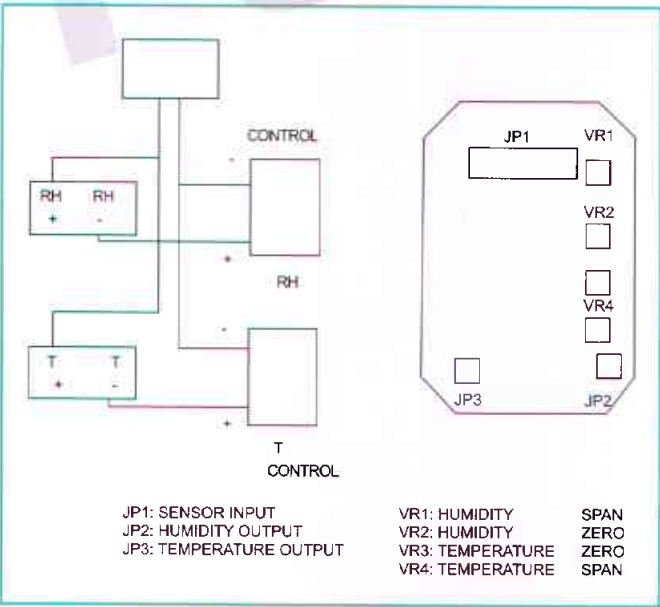 CONTROL
-
RH RH
+ -
+
RH
-
T T
+ -
+
T
CONTROL
JP1 VR1
VR2
VR4
JP3 JP2
JP1: SENSOR INPUT
JP2: HUMIDITY OUTPUT
JP3: TEMPERATURE OUTPUT
VR1: HUMIDITY SPAN
VR2: HUMIDITY ZERO
VR3: TEMPERATURE ZERO
VR4: TEMPERATURE SPAN